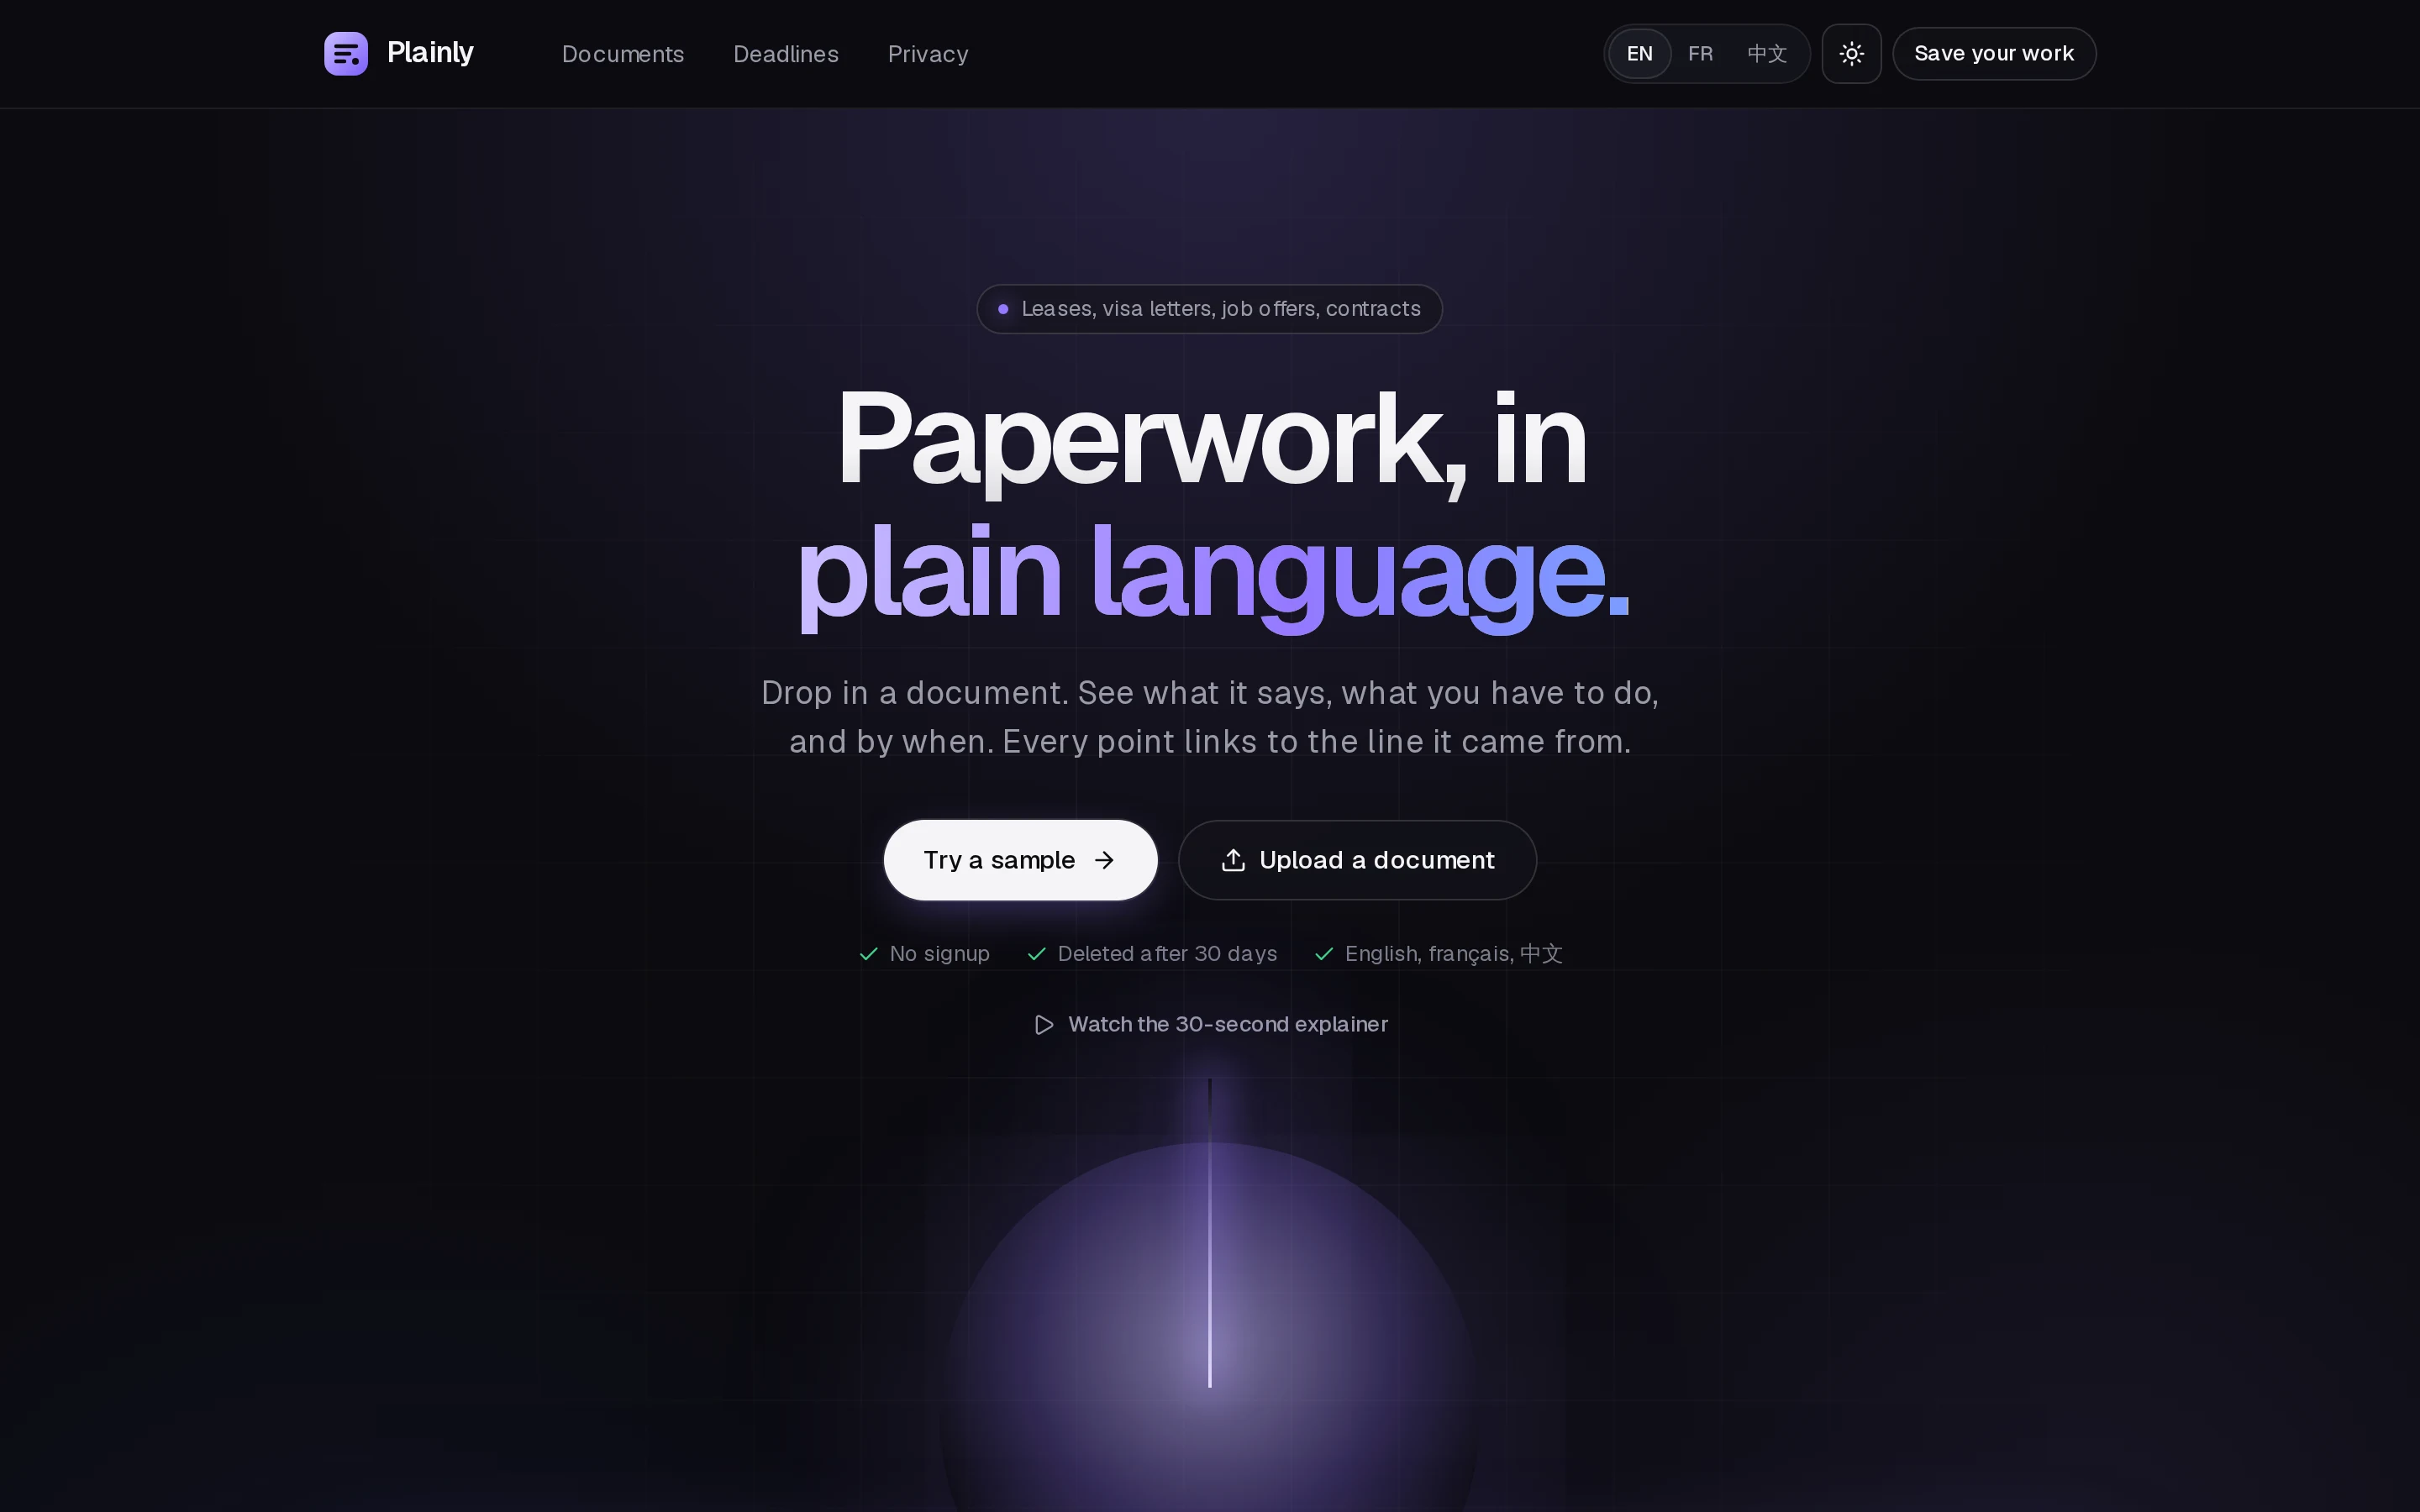 Plainly
Documents
Deadlines
Privacy
EN
FR
中文
Save your work
Leases, visa letters, job offers, contracts
Paperwork, in
plain language.
Drop in a document. See what it says, what you have to do,
and by when. Every point links to the line it came from.
Try a sample
Upload a document
No signup
Deleted after 30 days
English, français, 中文
Watch the 30-second explainer